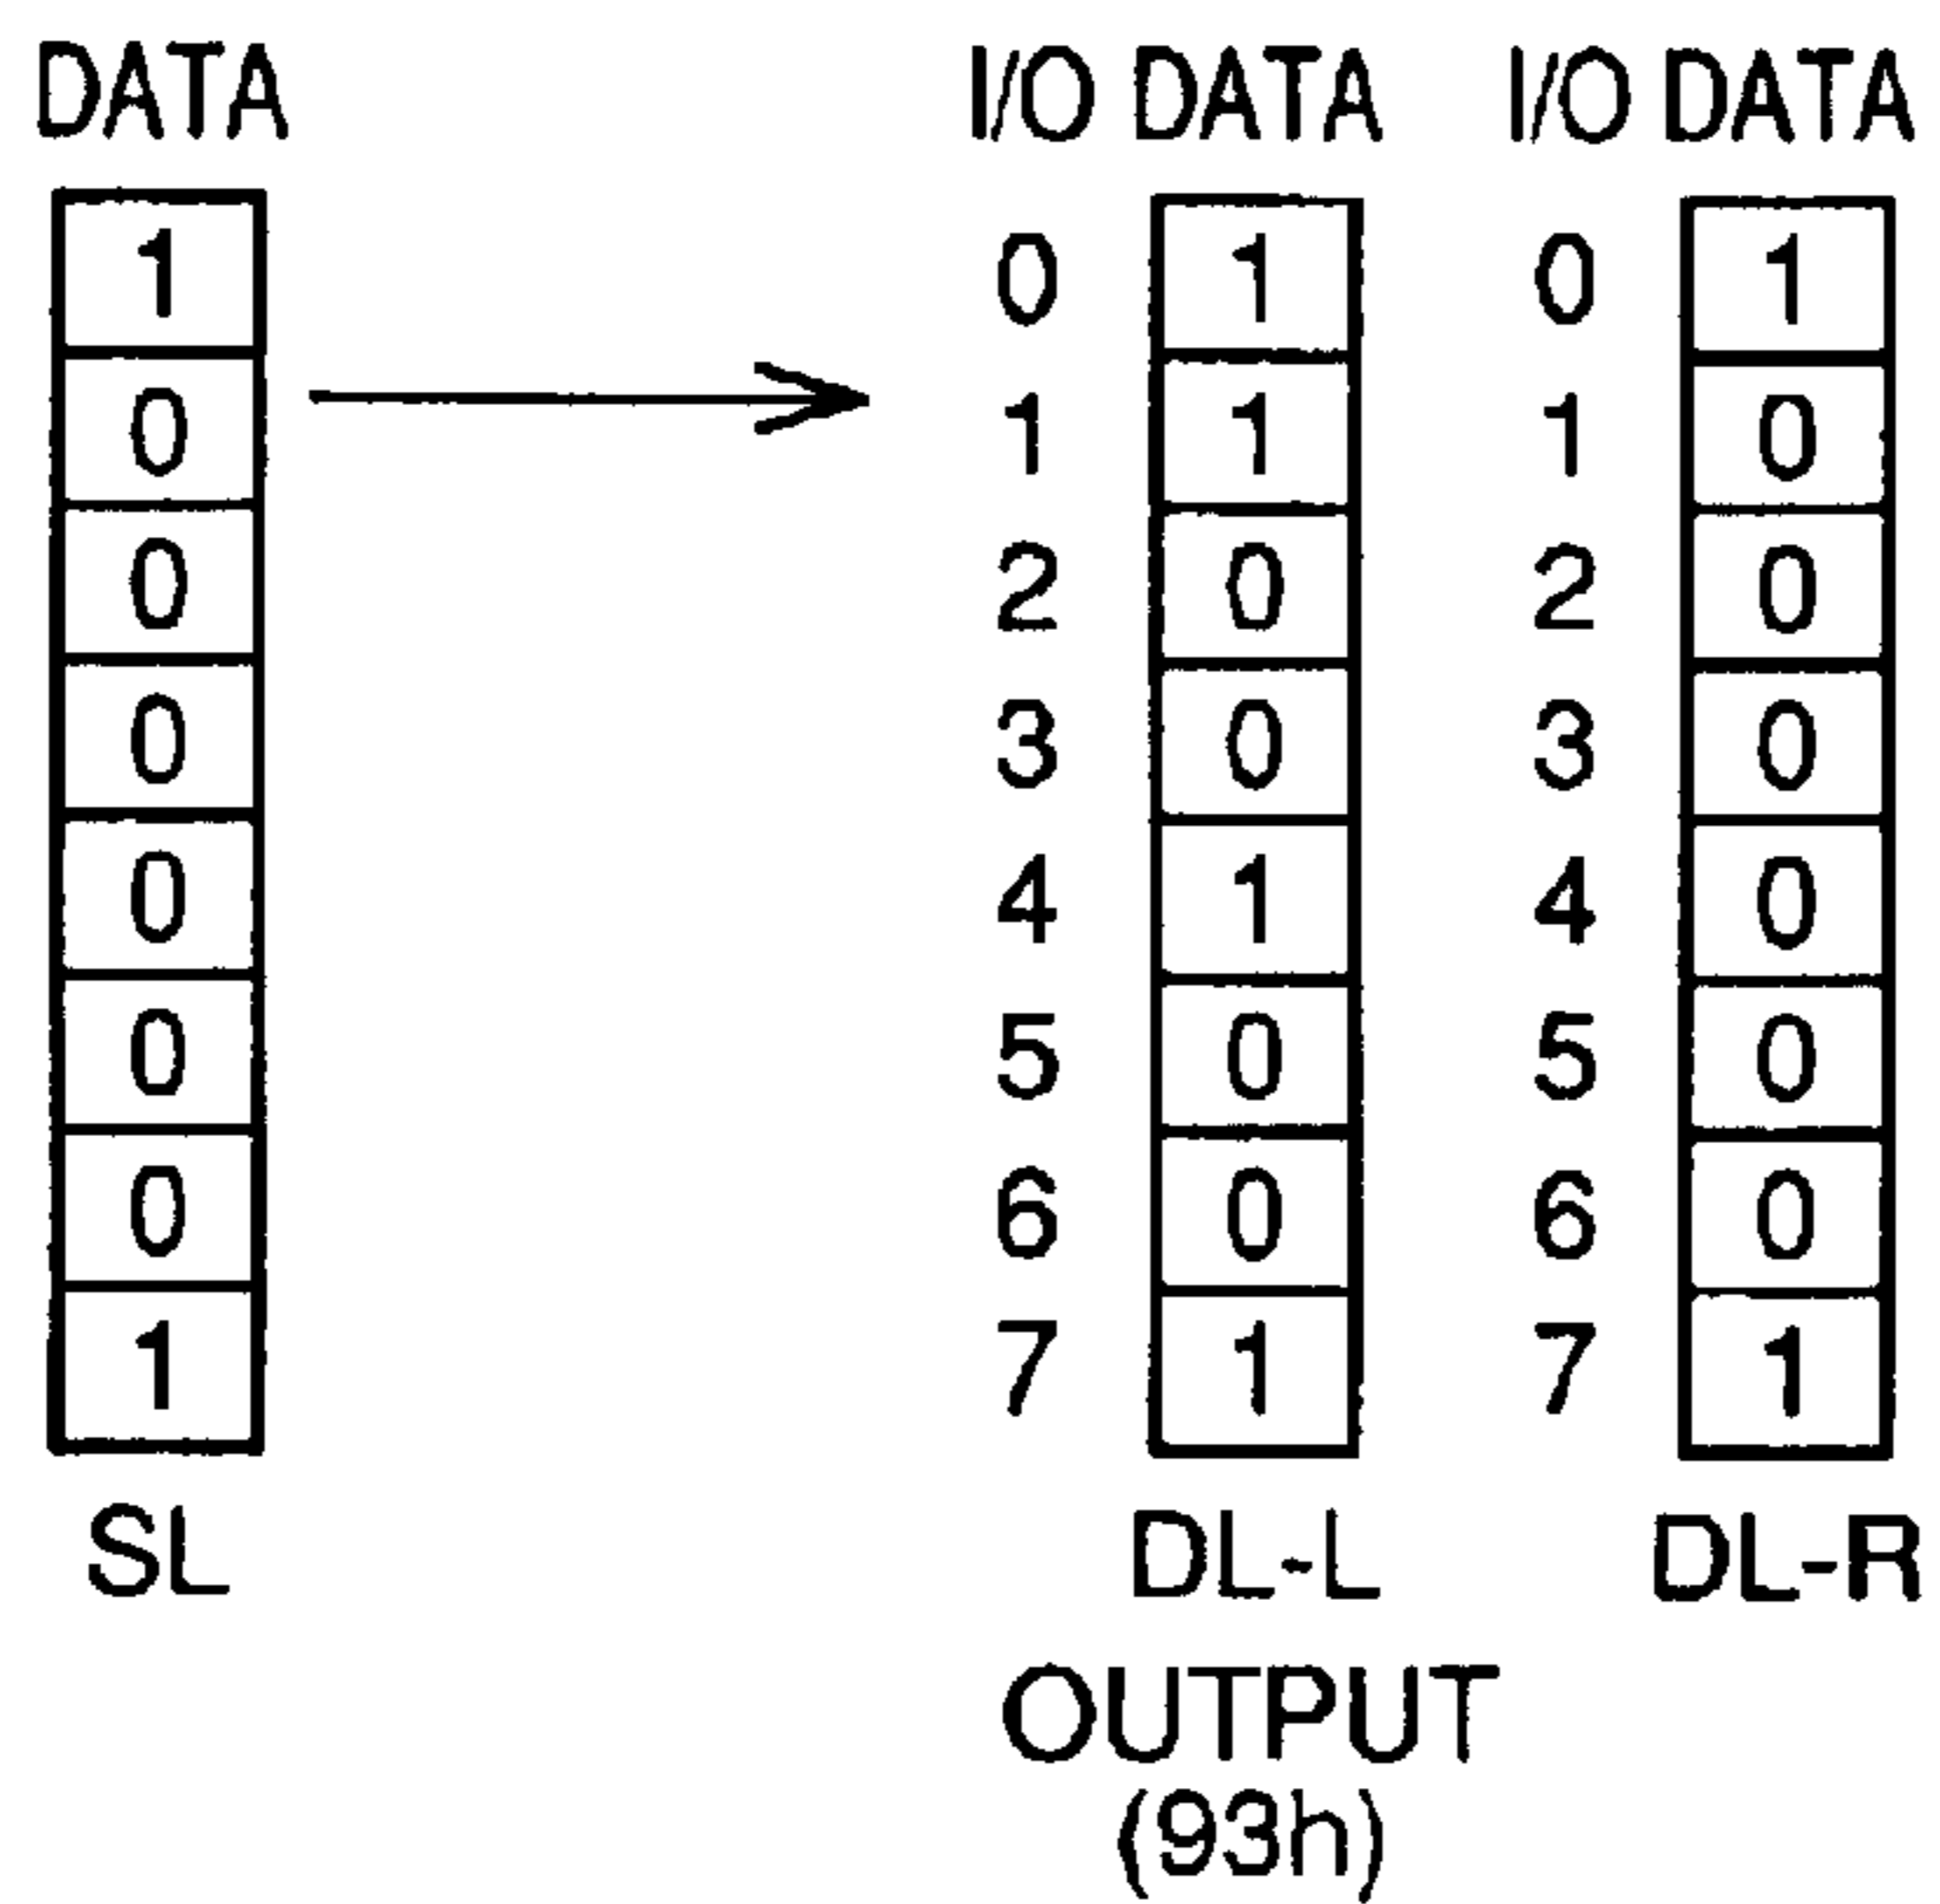 DATA I/O DATA I/O DATA
1 0 1 0 1
0 1 1 1 0
0 2 0 2 0
0 3 0 3 0
0 4 1 4 0
0 5 0 5 0
0 6 0 6 0
1 7 1 7 1
SL DL-L DL-R
OUTPUT
(93h)